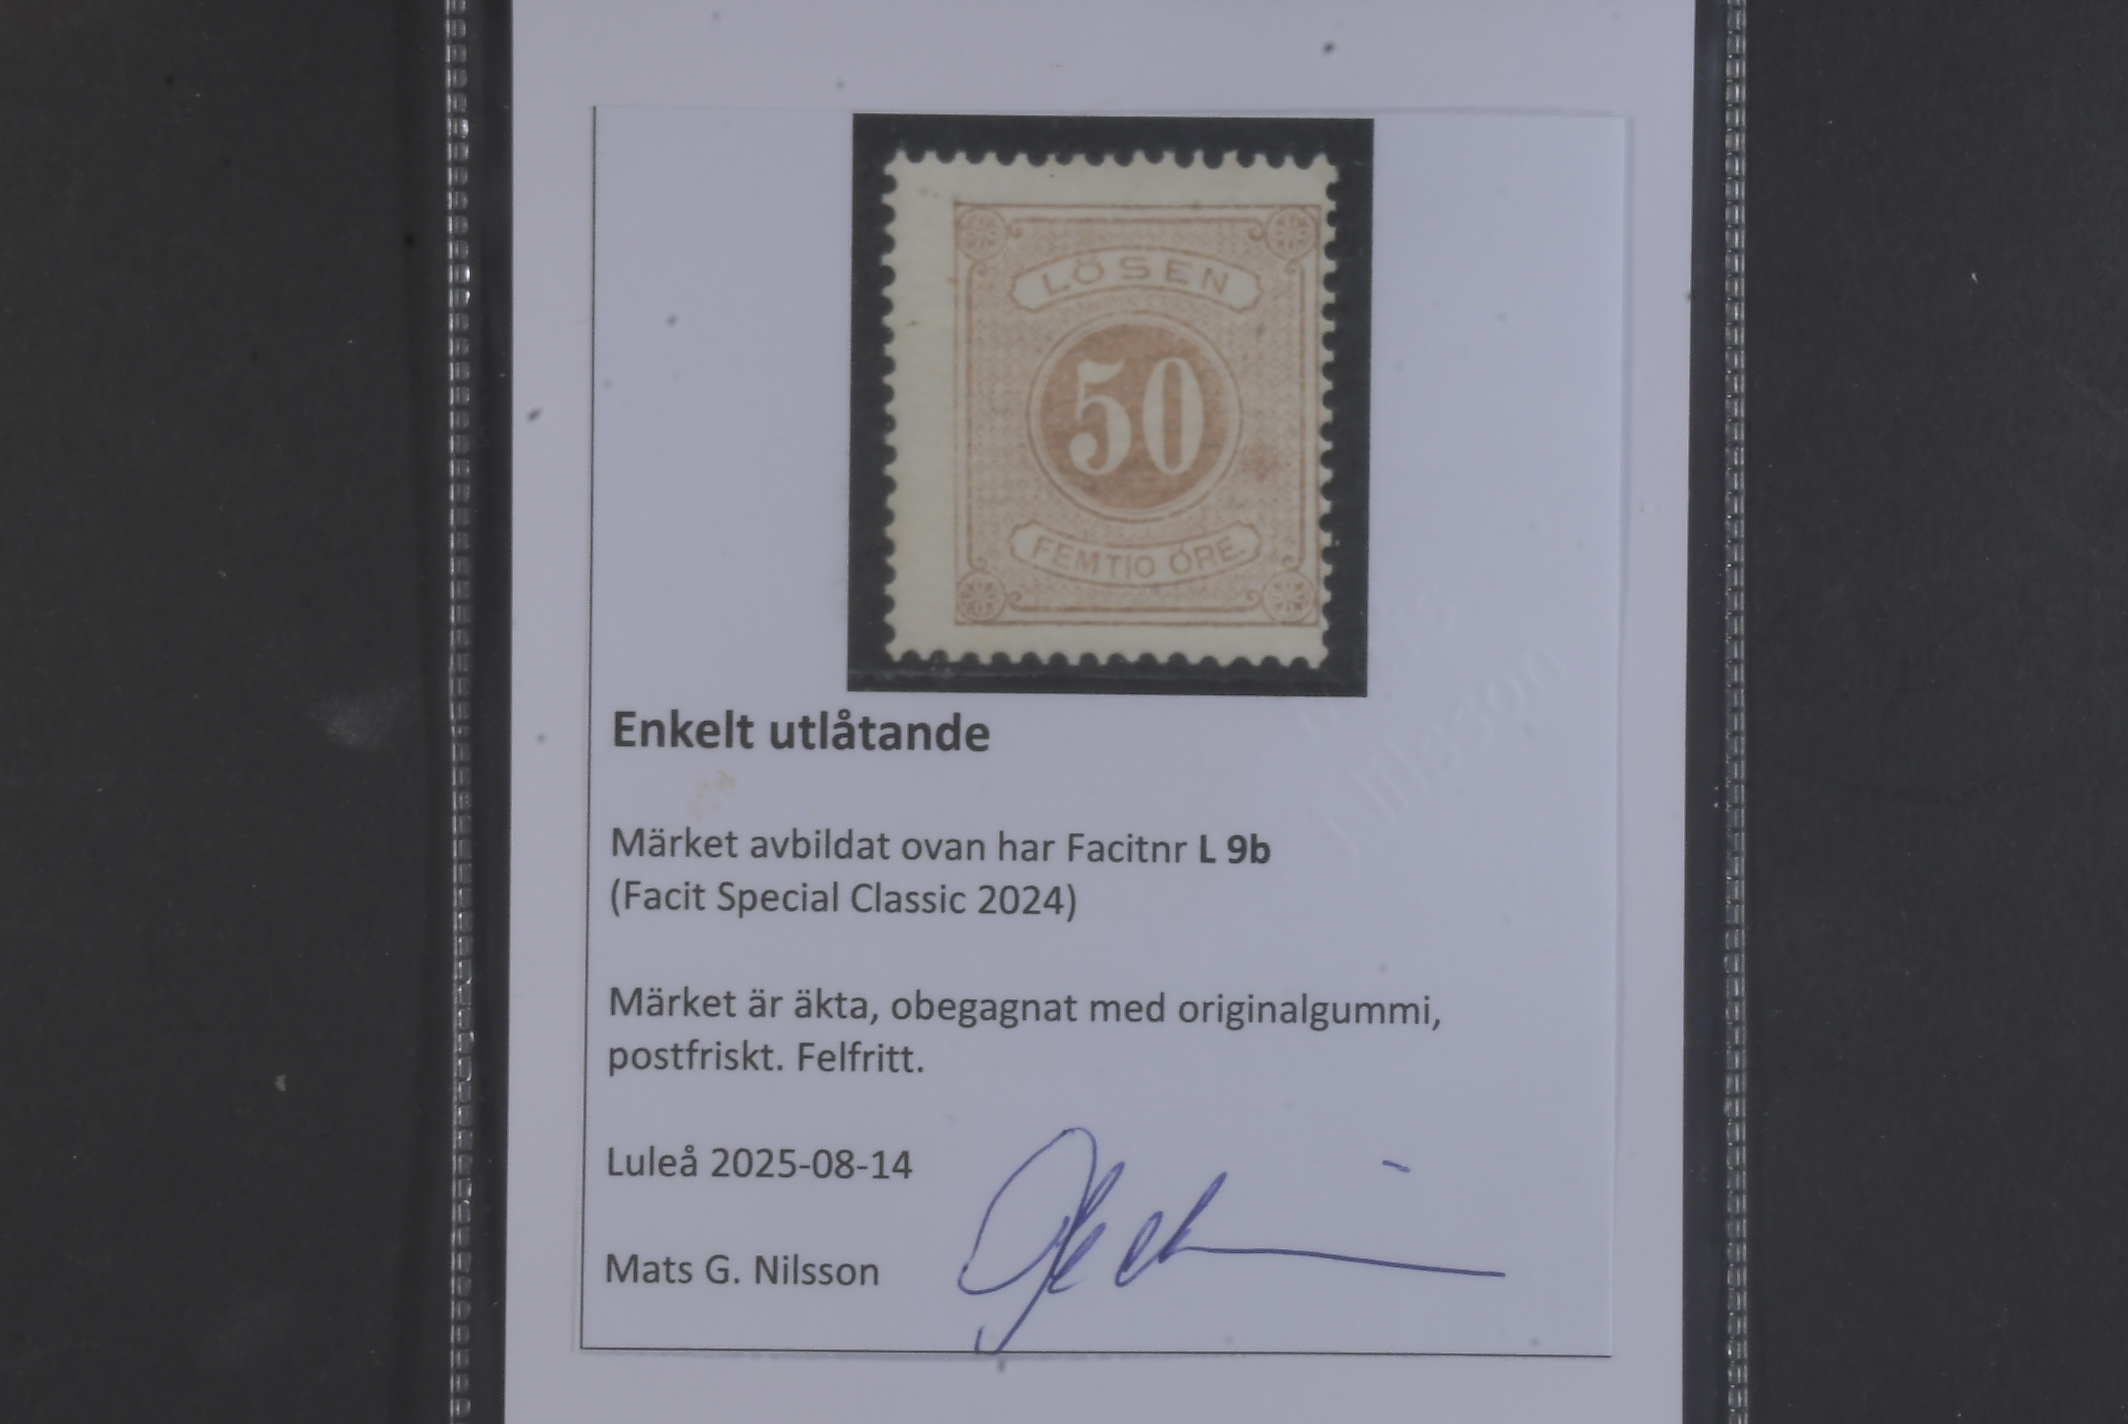 LÖSEN
50
FEMTIO ÖRE.
Enkelt utlåtande
Märket avbildat ovan har Facitnr L 9b
(Facit Special Classic 2024)
Märket är äkta, obegagnat med originalgummi,
postfriskt. Felfritt.
Luleå 2025-08-14
Mats G. Nilsson